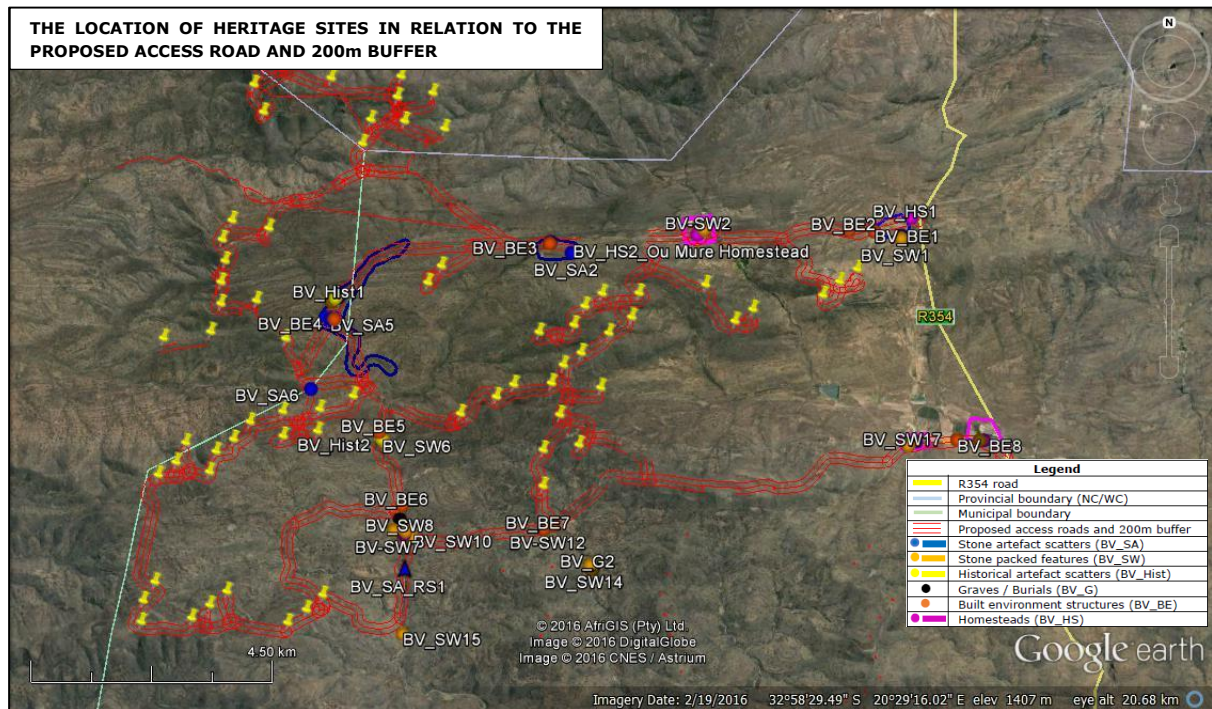 THE LOCATION OF HERITAGE SITES IN RELATION TO THE
PROPOSED ACCESS ROAD AND 200m BUFFER
N
BV-SW2
BV_BE2
BV_HS1
BV_BE1
BV_SW1
BV_BE3
BV_HS2_Ou Mure Homestead
BV_SA2
BV_Hist1
BV_BE4
BV_SA5
R354
BV_SA6
BV_BE5
BV_Hist2
BV_SW6
BV_SW17
BV_BE8
BV_BE6
BV_SW8
BV-SW7
BV_SW10
BV_BE7
BV-SW12
BV_G2
BV_SW14
BV_SA_RS1
BV_SW15
Legend
R354 road
Provincial boundary (NC/WC)
Municipal boundary
Proposed access roads and 200m buffer
Stone artefact scatters (BV_SA)
Stone packed features (BV_SW)
Historical artefact scatters (BV_Hist)
Graves / Burials (BV_G)
Built environment structures (BV_BE)
Homesteads (BV_HS)
© 2016 AfriGIS (Pty) Ltd.
Image © 2016 DigitalGlobe
Image © 2016 CNES / Astrium
Google earth
4.50 km
Imagery Date: 2/19/2016 32°58'29.49" S 20°29'16.02" E elev 1407 m eye alt 20.68 km